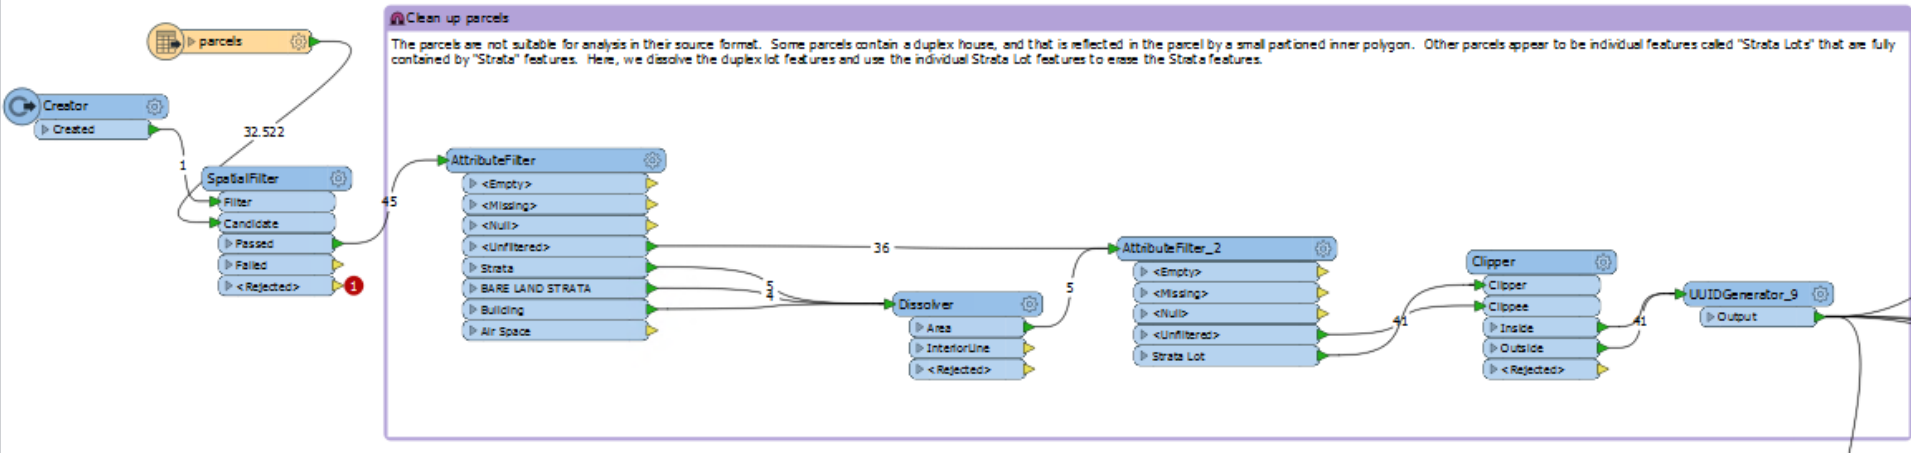 Clean up parcels
The parcels are not suitable for analysis in their source format. Some parcels contain a duplex house, and that is reflected in the parcel by a small partioned inner polygon. Other parcels appear to be individual features called "Strata Lots" that are fully
contained by "Strata" features. Here, we dissolve the duplex lot features and use the individual Strata Lot features to erase the Strata features.
parcels
Creator
Created
32.522
1
SpatialFilter
Filter
Candidate
Passed
Failed
<Rejected>
1
45
AttributeFilter
<Empty>
<Missing>
<Null>
<Unfiltered>
Strata
BARE LAND STRATA
Building
Air Space
36
5
4
Dissolver
Area
InteriorLine
<Rejected>
5
AttributeFilter_2
<Empty>
<Missing>
<Null>
<Unfiltered>
Strata Lot
41
Clipper
Clipper
Clippee
Inside
Outside
<Rejected>
41
UUIDGenerator_9
Output